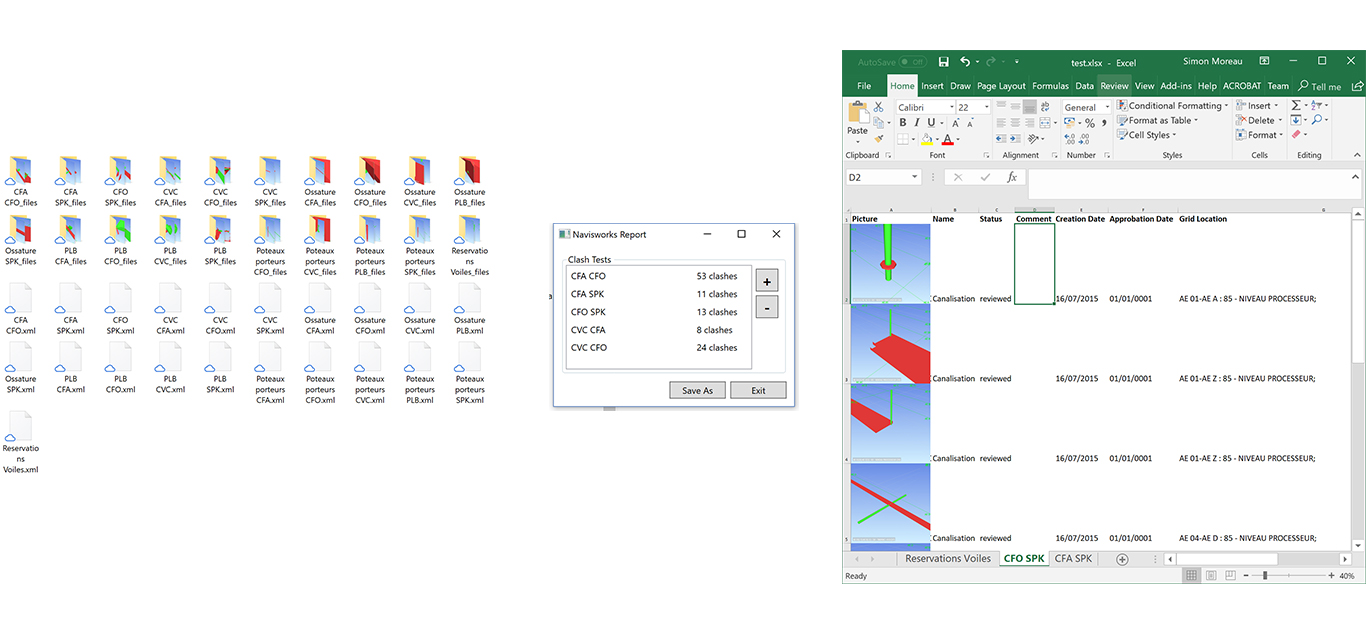 CFA
CFO_files
CFA
SPK_files
CFO
SPK_files
CVC
CFA_files
CVC
CFO_files
CVC
SPK_files
Ossature
CFA_files
Ossature
CFO_files
Ossature
CVC_files
Ossature
PLB_files
Ossature
SPK_files
PLB
CFA_files
PLB
CFO_files
PLB
CVC_files
PLB
SPK_files
Poteaux
porteurs
CFO_files
Poteaux
porteurs
CVC_files
Poteaux
porteurs
PLB_files
Poteaux
porteurs
SPK_files
Reservatio
ns
Voiles_files
CFA
CFO.xml
CFA
SPK.xml
CFO
SPK.xml
CVC
CFA.xml
CVC
CFO.xml
CVC
SPK.xml
Ossature
CFA.xml
Ossature
CFO.xml
Ossature
CVC.xml
Ossature
PLB.xml
Ossature
SPK.xml
PLB
CFA.xml
PLB
CFO.xml
PLB
CVC.xml
PLB
SPK.xml
Poteaux
porteurs
CFA.xml
Poteaux
porteurs
CFO.xml
Poteaux
porteurs
CVC.xml
Poteaux
porteurs
PLB.xml
Poteaux
porteurs
SPK.xml
Reservatio
ns
Voiles.xml
Navisworks Report
Clash Tests
CFA CFO 53 clashes
CFA SPK 11 clashes
CFO SPK 13 clashes
CVC CFA 8 clashes
CVC CFO 24 clashes
+
-
Save As Exit
AutoSave Off test.xlsx - Excel Simon Moreau
File Home Insert Draw Page Layout Formulas Data Review View Add-ins Help ACROBAT Team Tell me
Paste
Calibri 22
B I U A A
General
% ,
Conditional Formatting
Format as Table
Cell Styles
Insert
Delete
Format
Clipboard Font Alignment Number Styles Cells Editing
D2 fx
Picture Name Status Comment Creation Date Approbation Date Grid Location
Canalisation reviewed 16/07/2015 01/01/0001 AE 01-AE A : 85 - NIVEAU PROCESSEUR;
Canalisation reviewed 16/07/2015 01/01/0001 AE 01-AE Z : 85 - NIVEAU PROCESSEUR;
Canalisation reviewed 16/07/2015 01/01/0001 AE 01-AE Z : 85 - NIVEAU PROCESSEUR;
Canalisation reviewed 16/07/2015 01/01/0001 AE 04-AE D : 85 - NIVEAU PROCESSEUR;
Reservations Voiles CFO SPK CFA SPK
Ready 40%